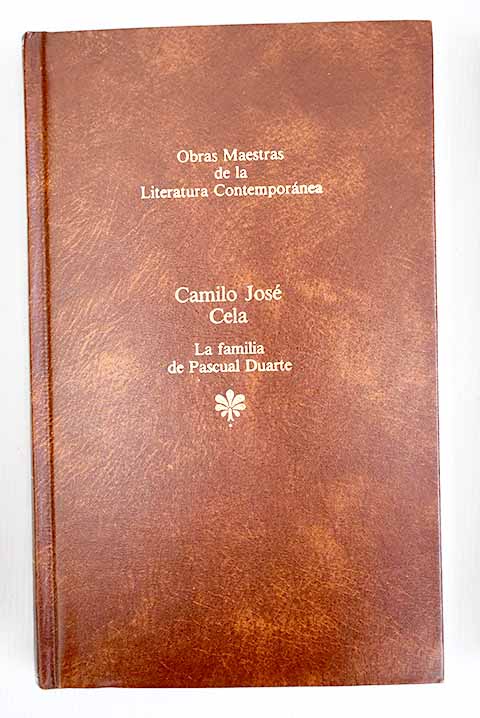 Obras Maestras
de la
Literatura Contemporánea
Camilo José
Cela
La familia
de Pascual Duarte